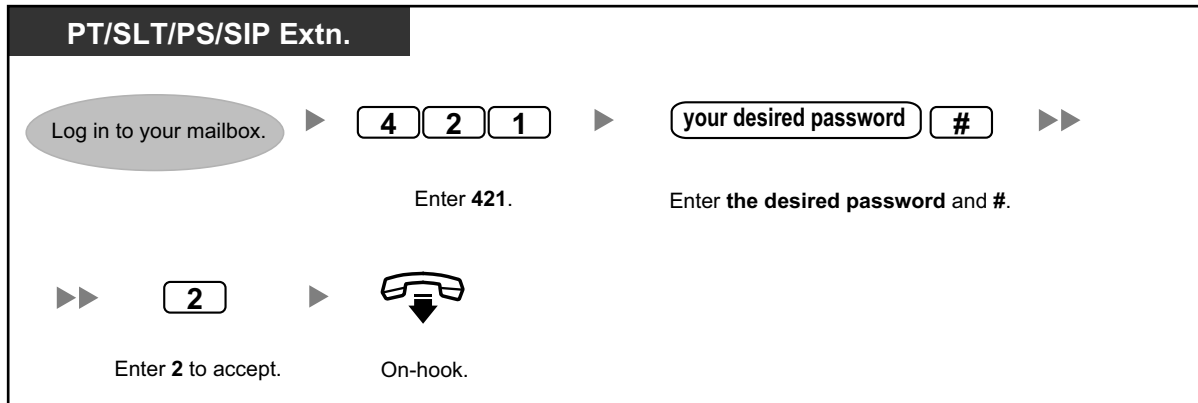 PT/SLT/PS/SIP Extn.
Log in to your mailbox.
4 2 1
your desired password #
Enter 421.
Enter the desired password and #.
2
Enter 2 to accept.
On-hook.